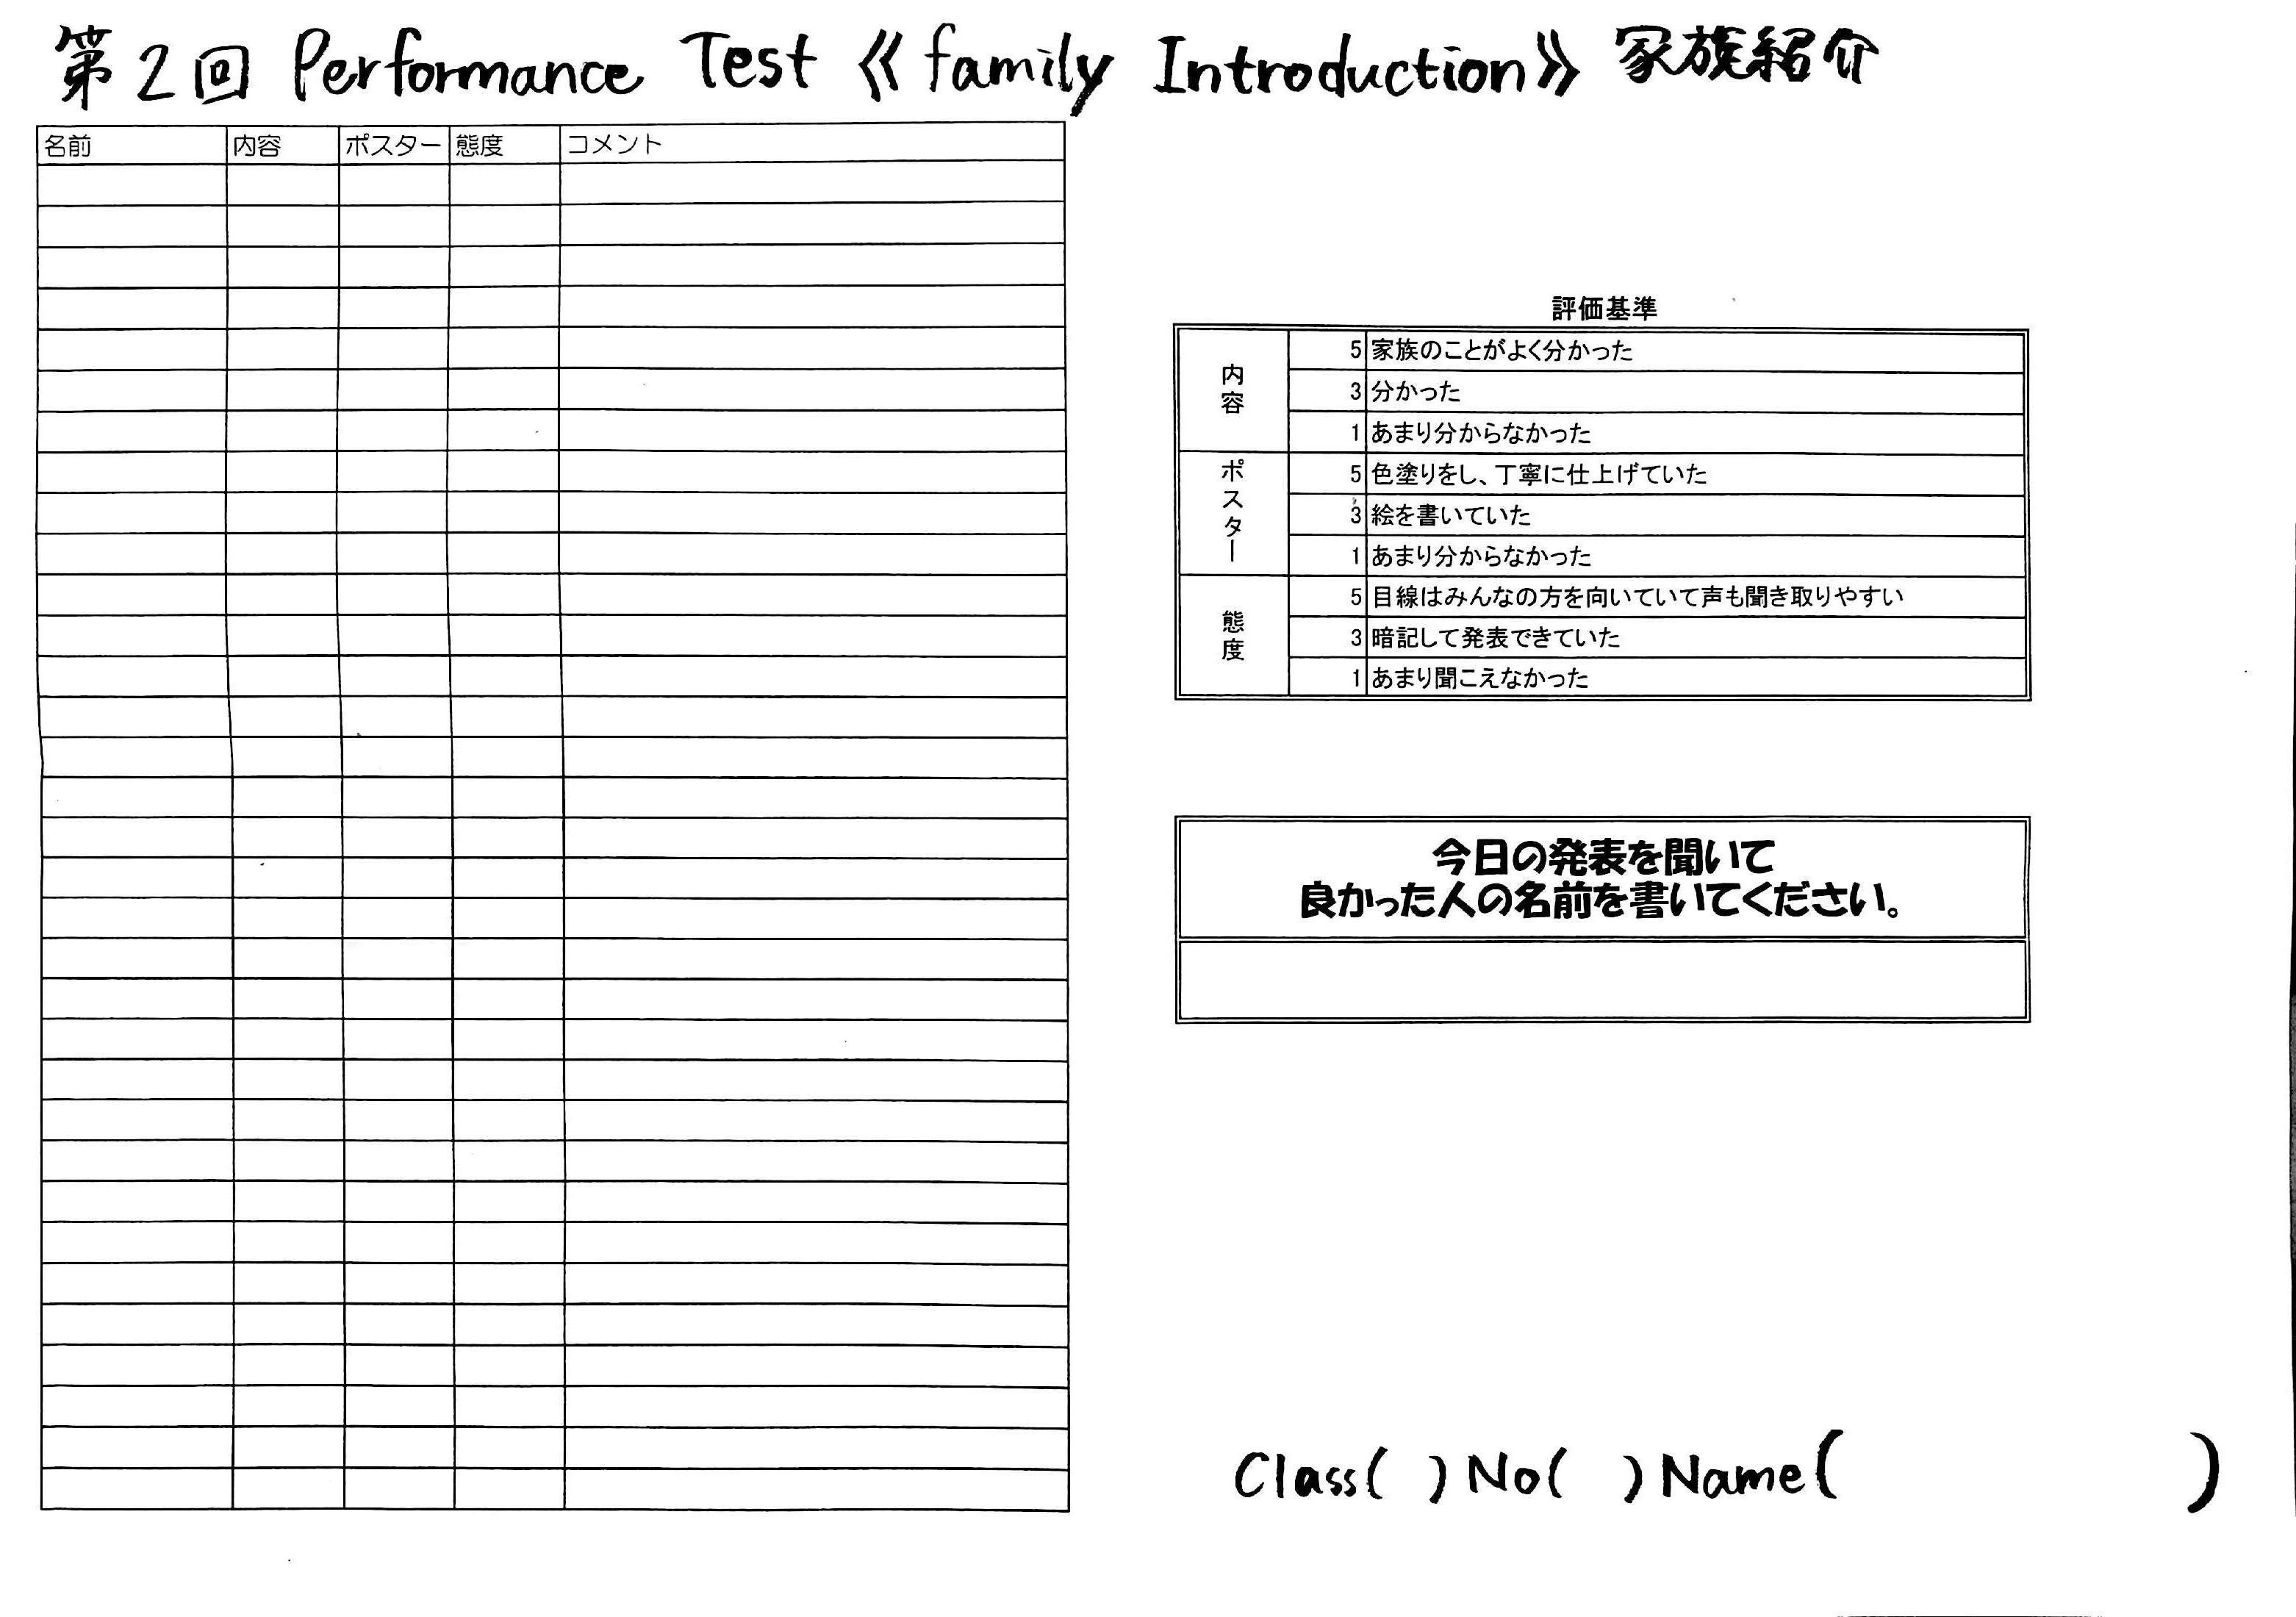 第2回 Performance Test 《family Introduction》 家族紹介
名前 内容 ポスター 態度 コメント
評価基準
内容
5 家族のことがよく分かった
3 分かった
1 あまり分からなかった
ポスター
5 色塗りをし、丁寧に仕上げていた
3 絵を書いていた
1 あまり分からなかった
態度
5 目線はみんなの方を向いていて声も聞き取りやすい
3 暗記して発表できていた
1 あまり聞こえなかった
今日の発表を聞いて
良かった人の名前を書いてください。
Class( ) No( ) Name( )